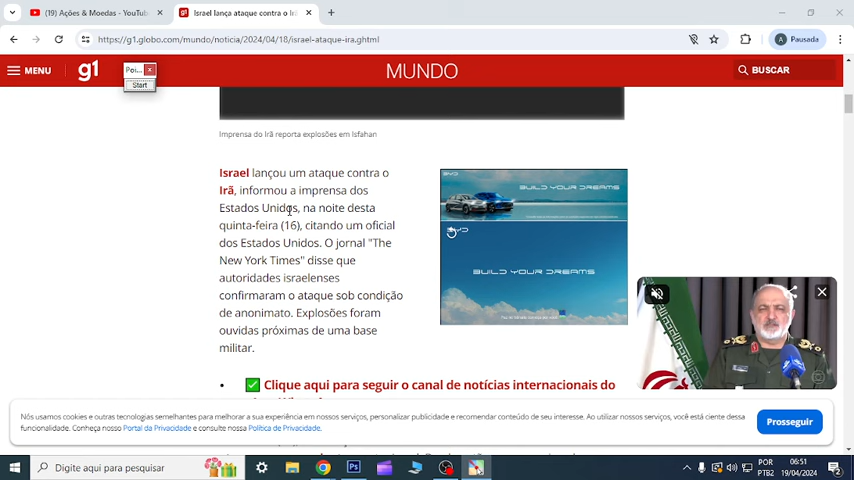 (19) Ações & Moedas - YouTub
Israel lança ataque contra o Irã
g1.globo.com/mundo/noticia/2024/04/18/israel-ataque-ira.ghtml
A Pausada
MENU g1 MUNDO BUSCAR
Poi...
Start
Imprensa do Irã reporta explosões em Isfahan
Israel lançou um ataque contra o
Irã, informou a imprensa dos
Estados Unidos, na noite desta
quinta-feira (16), citando um oficial
dos Estados Unidos. O jornal "The
New York Times" disse que
autoridades israelenses
confirmaram o ataque sob condição
de anonimato. Explosões foram
ouvidas próximas de uma base
militar.
BYD
BUILD YOUR DREAMS
BYD
BUILD YOUR DREAMS
• ✅ Clique aqui para seguir o canal de notícias internacionais do
Nós usamos cookies e outras tecnologias semelhantes para melhorar a sua experiência em nossos serviços, personalizar publicidade e recomendar conteúdo de seu interesse. Ao utilizar nossos serviços, você está ciente dessa
funcionalidade. Conheça nosso Portal da Privacidade e consulte nossa Política de Privacidade.
Prosseguir
Digite aqui para pesquisar
Ps
POR
PTB2
06:51
19/04/2024
2